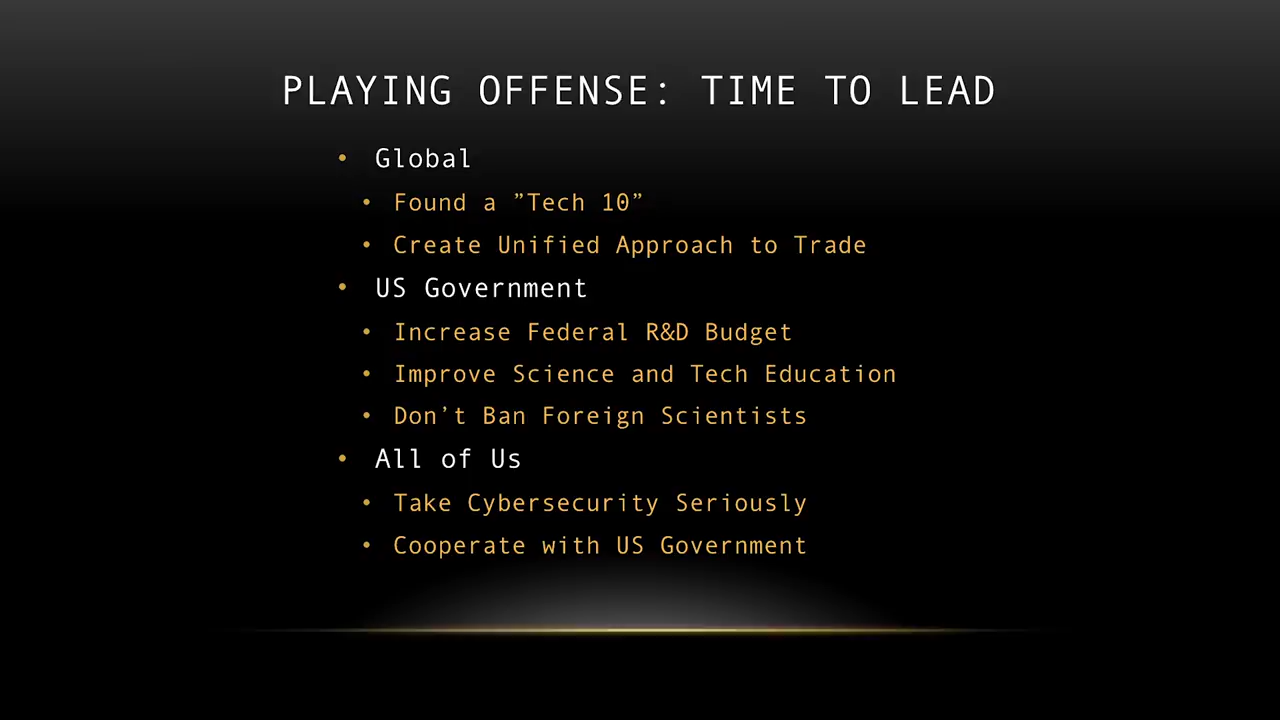 PLAYING OFFENSE: TIME TO LEAD
• Global
• Found a ”Tech 10”
• Create Unified Approach to Trade
• US Government
• Increase Federal R&D Budget
• Improve Science and Tech Education
• Don’t Ban Foreign Scientists
• All of Us
• Take Cybersecurity Seriously
• Cooperate with US Government